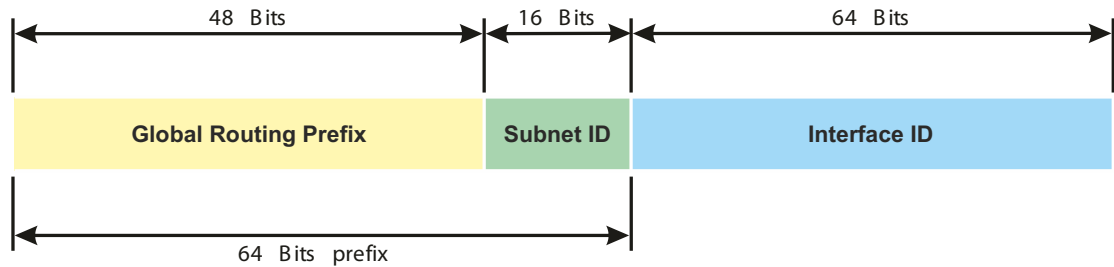 48 Bits
16 Bits
64 Bits
Global Routing Prefix
Subnet ID
Interface ID
64 Bits prefix